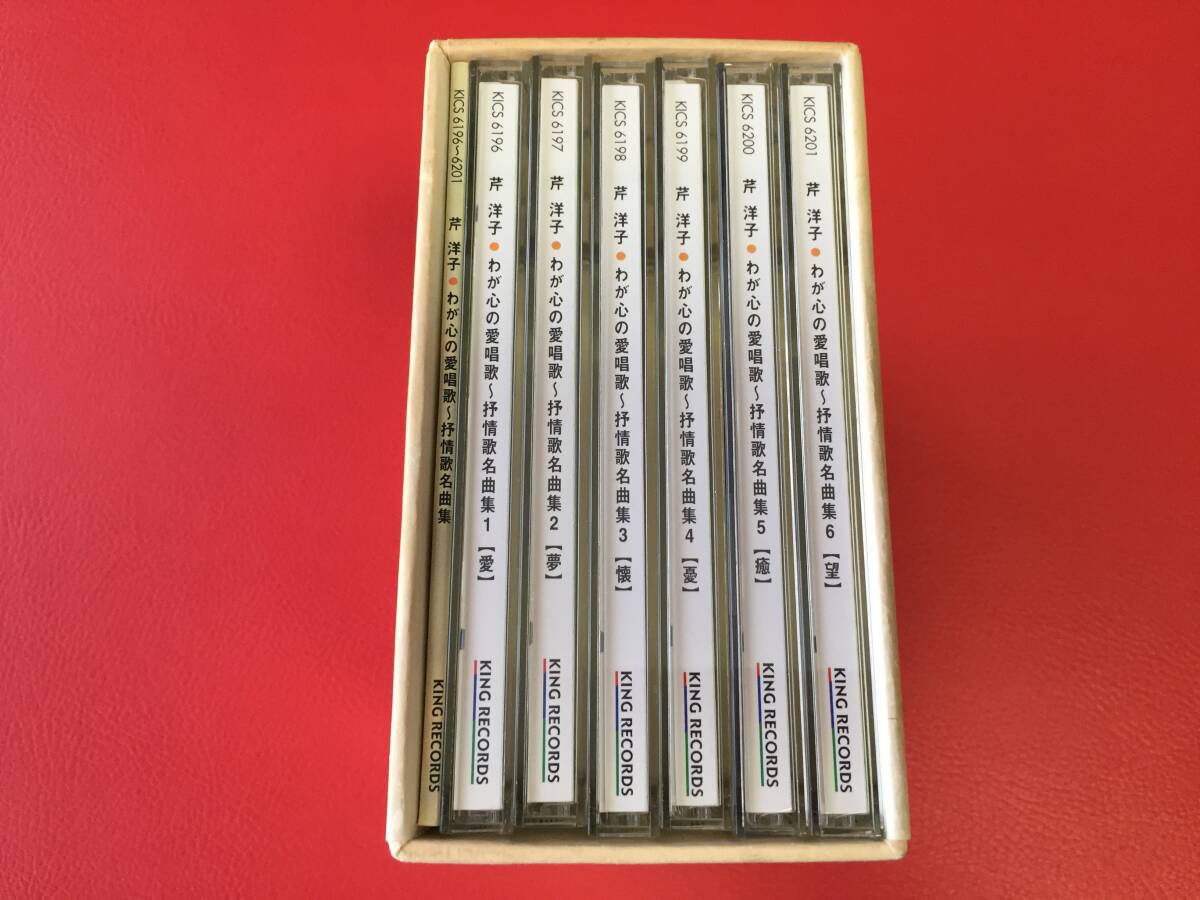 KICS 6196～6201 芹 洋子●わが心の愛唱歌～抒情歌名曲集 KING RECORDS
KICS 6196 芹 洋子●わが心の愛唱歌～抒情歌名曲集1【愛】 KING RECORDS
KICS 6197 芹 洋子●わが心の愛唱歌～抒情歌名曲集2【夢】 KING RECORDS
KICS 6198 芹 洋子●わが心の愛唱歌～抒情歌名曲集3【懐】 KING RECORDS
KICS 6199 芹 洋子●わが心の愛唱歌～抒情歌名曲集4【憂】 KING RECORDS
KICS 6200 芹 洋子●わが心の愛唱歌～抒情歌名曲集5【癒】 KING RECORDS
KICS 6201 芹 洋子●わが心の愛唱歌～抒情歌名曲集6【望】 KING RECORDS